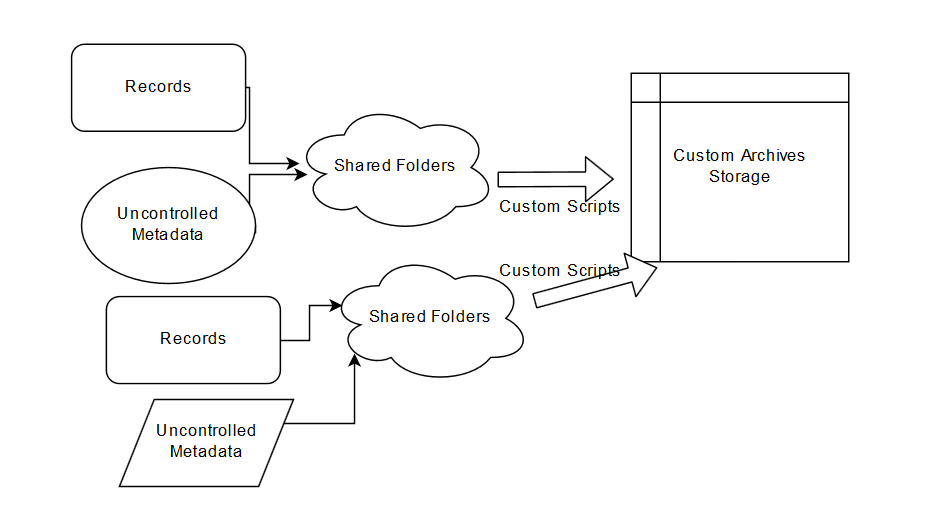 Records
Shared Folders
Custom Archives
Storage
Uncontrolled
Metadata
Custom Scripts
Custom Scripts
Records
Shared Folders
Uncontrolled
Metadata